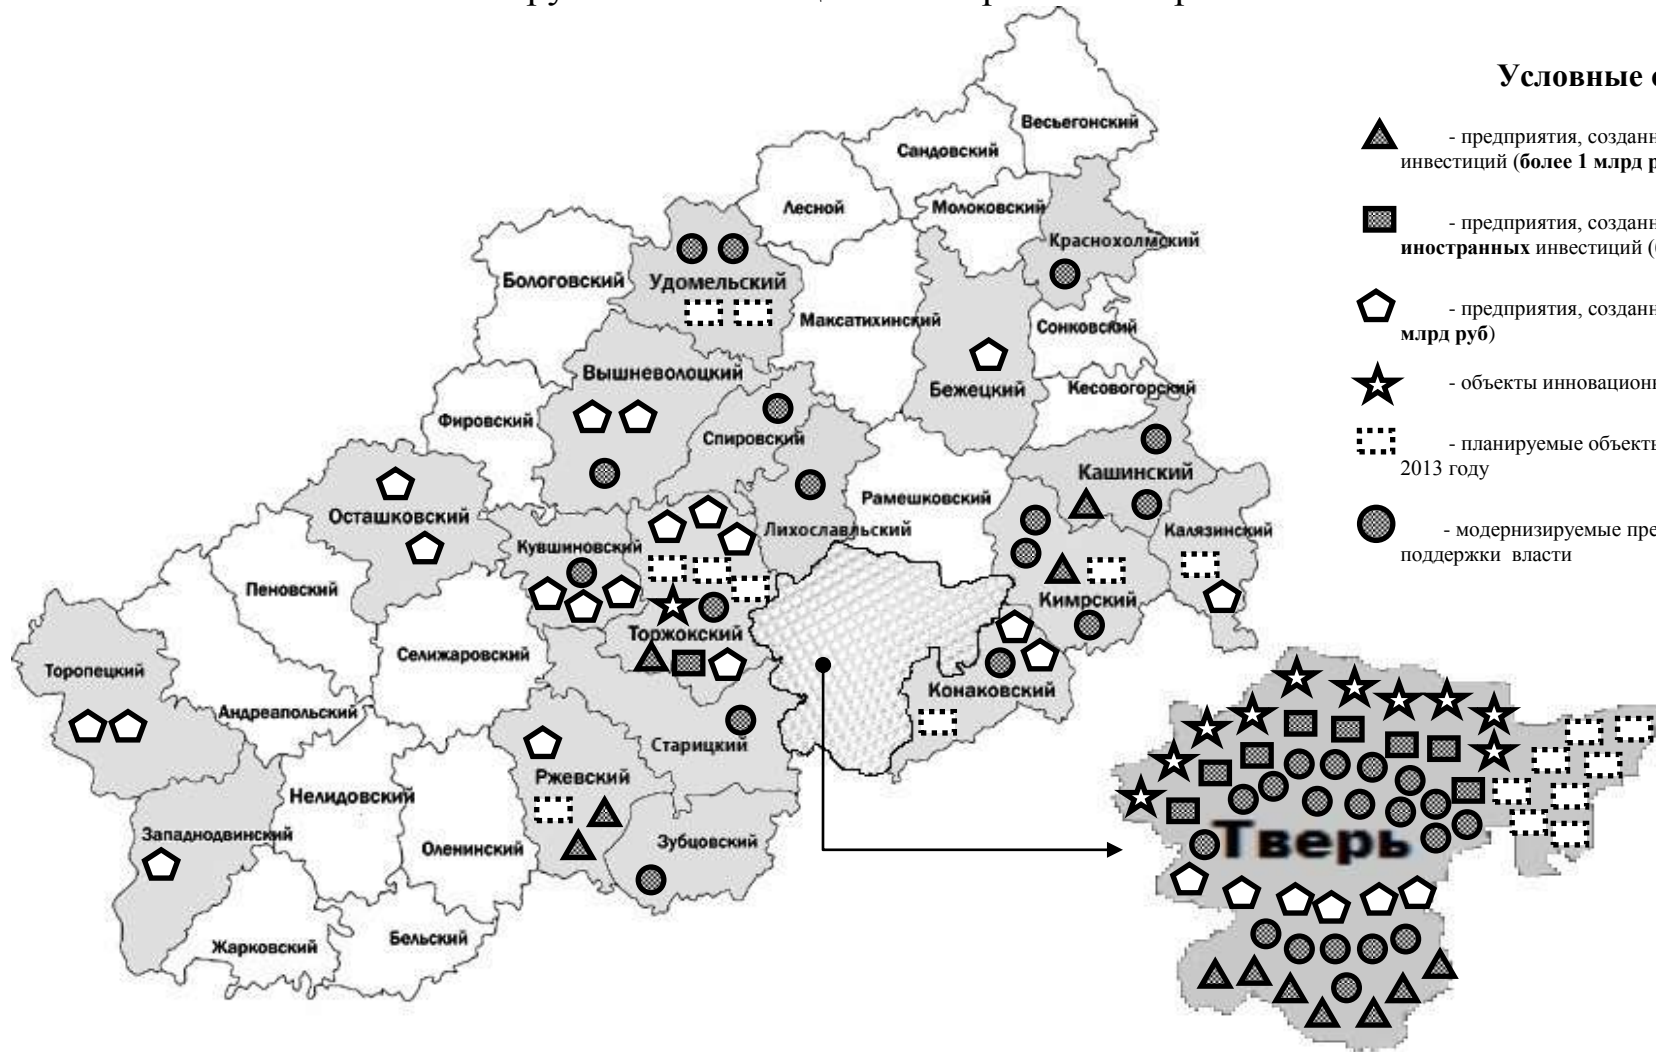 Условные
- предприятия, созданн
инвестиций (более 1 млрд р
- предприятия, созданн
иностранных инвестиций (
- предприятия, созданн
млрд руб)
- объекты инновационн
- планируемые объекты
2013 году
- модернизируемые пре
поддержки власти
Весьегонский
Сандовский
Лесной
Молоковский
Краснохолмский
Бологовский
Удомельский
Максатихинский
Сонковский
Вышневолоцкий
Бежецкий
Кесовогорский
Фировский
Спировский
Кашинский
Рамешковский
Осташковский
Лихославльский
Калязинский
Кувшиновский
Пеновский
Кимрский
Торжокский
Селижаровский
Торопецкий
Конаковский
Андреапольский
Старицкий
Ржевский
Нелидовский
Западнодвинский
Оленинский
Зубцовский
Тверь
Жарковский
Бельский